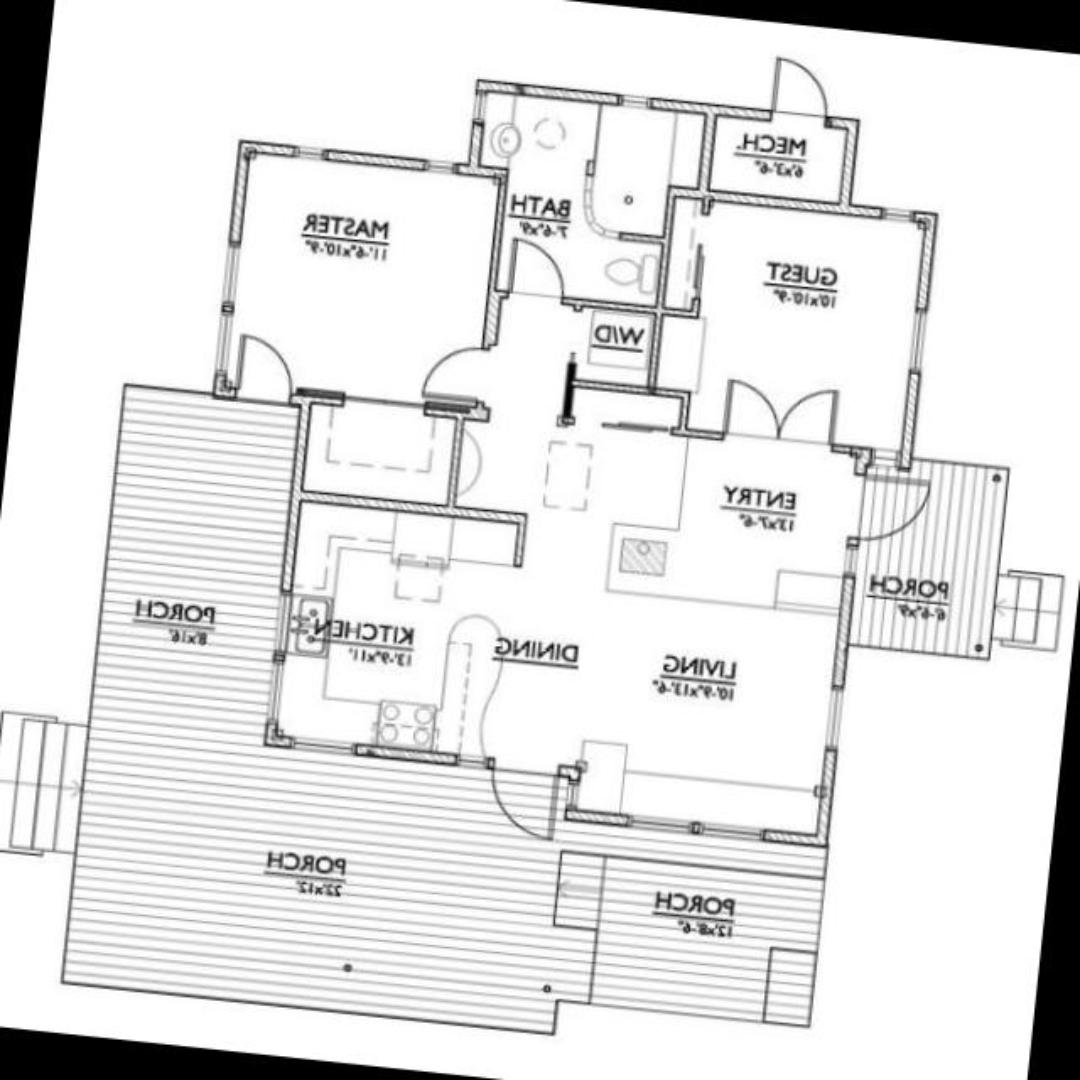 MECH.
6'x3'-6"
BATH
7'-6"x9'
MASTER
11'-6"x10'-9"
GUEST
10'x10'-9"
W/D
ENTRY
13'x7'-6"
PORCH
6'-6"x9'
PORCH
8'x16'
KITCHEN
13'-9"x11'
DINING
LIVING
10'-9"x13'-6"
PORCH
22'x12'
PORCH
12'x8'-6"